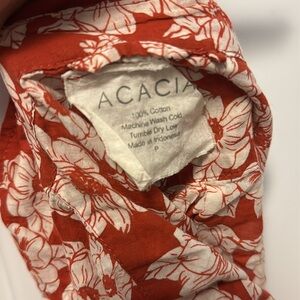 ACACIA
100% Cotton
Machine Wash Cold
Tumble Dry Low
Made in Indonesia
P